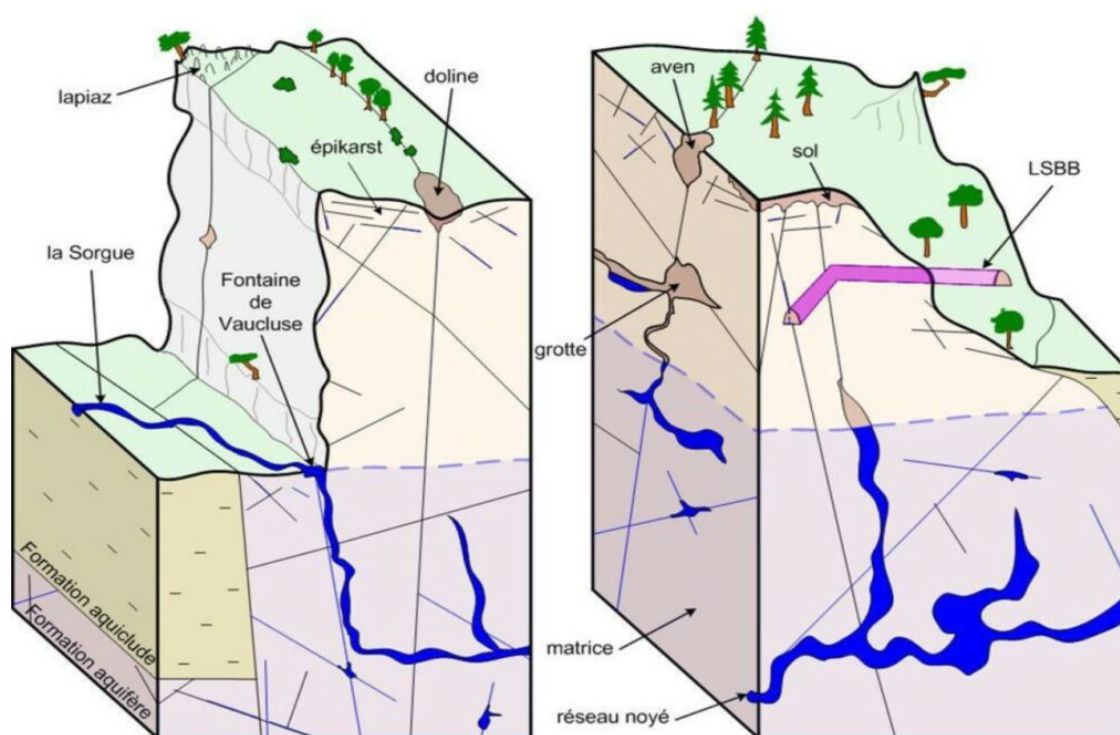 lapiaz
doline
épikarst
la Sorgue
Fontaine
de
Vaucluse
Formation aquiclude
Formation aquifère
aven
sol
LSBB
grotte
matrice
réseau noyé